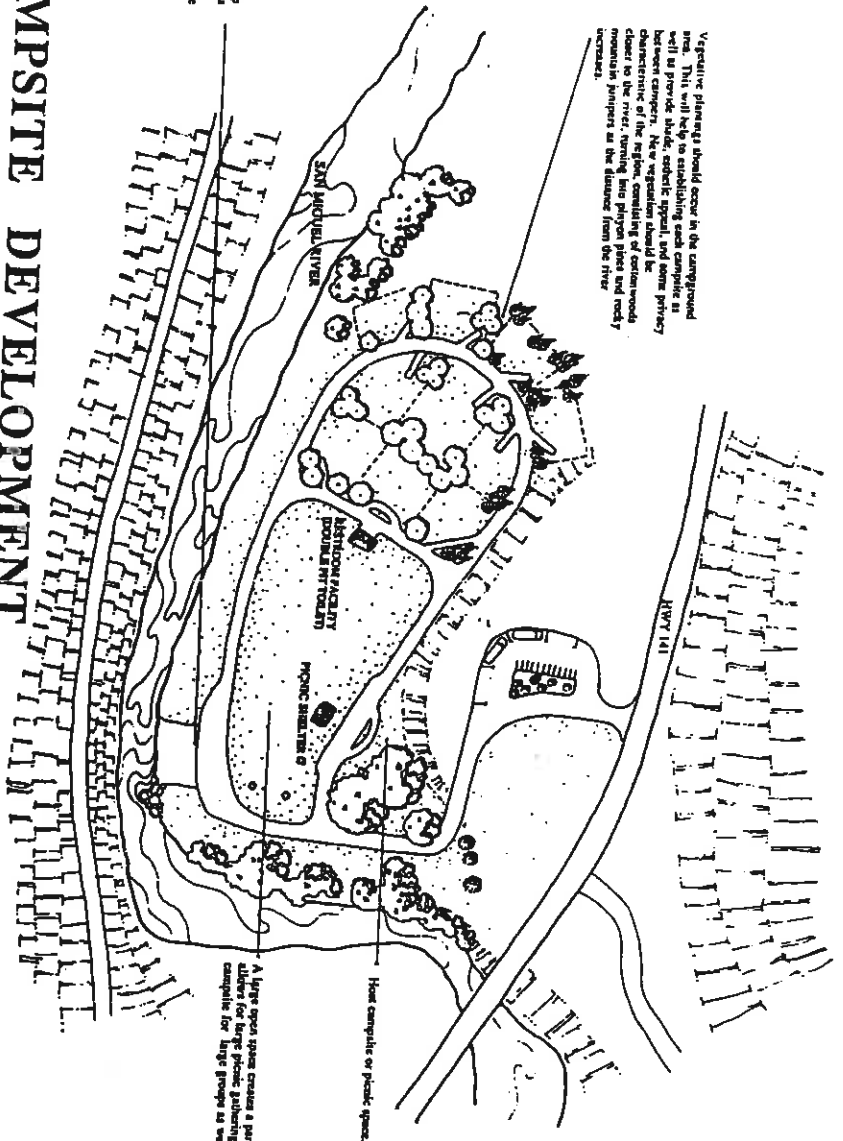 Vegetative plantings should occur in the campground
area. This will help to establishing each campsite as
well as provide shade, esthetic appeal, and some privacy
between campers. New vegetation should be
characteristic of the region, consisting of cottonwoods
closer to the river, turning into pinyon pines and rocky
mountain junipers as the distance from the river
increases.
HWY 141
SAN MIGUEL RIVER
RESTROOM FACILITY
(DOUBLE PIT TOILET)
PICNIC SHELTER
Host campsite or picnic space.
A large open space creates a par
allows for large picnic gathering
campsite for large groups as we
MPSITE DEVELOPMENT